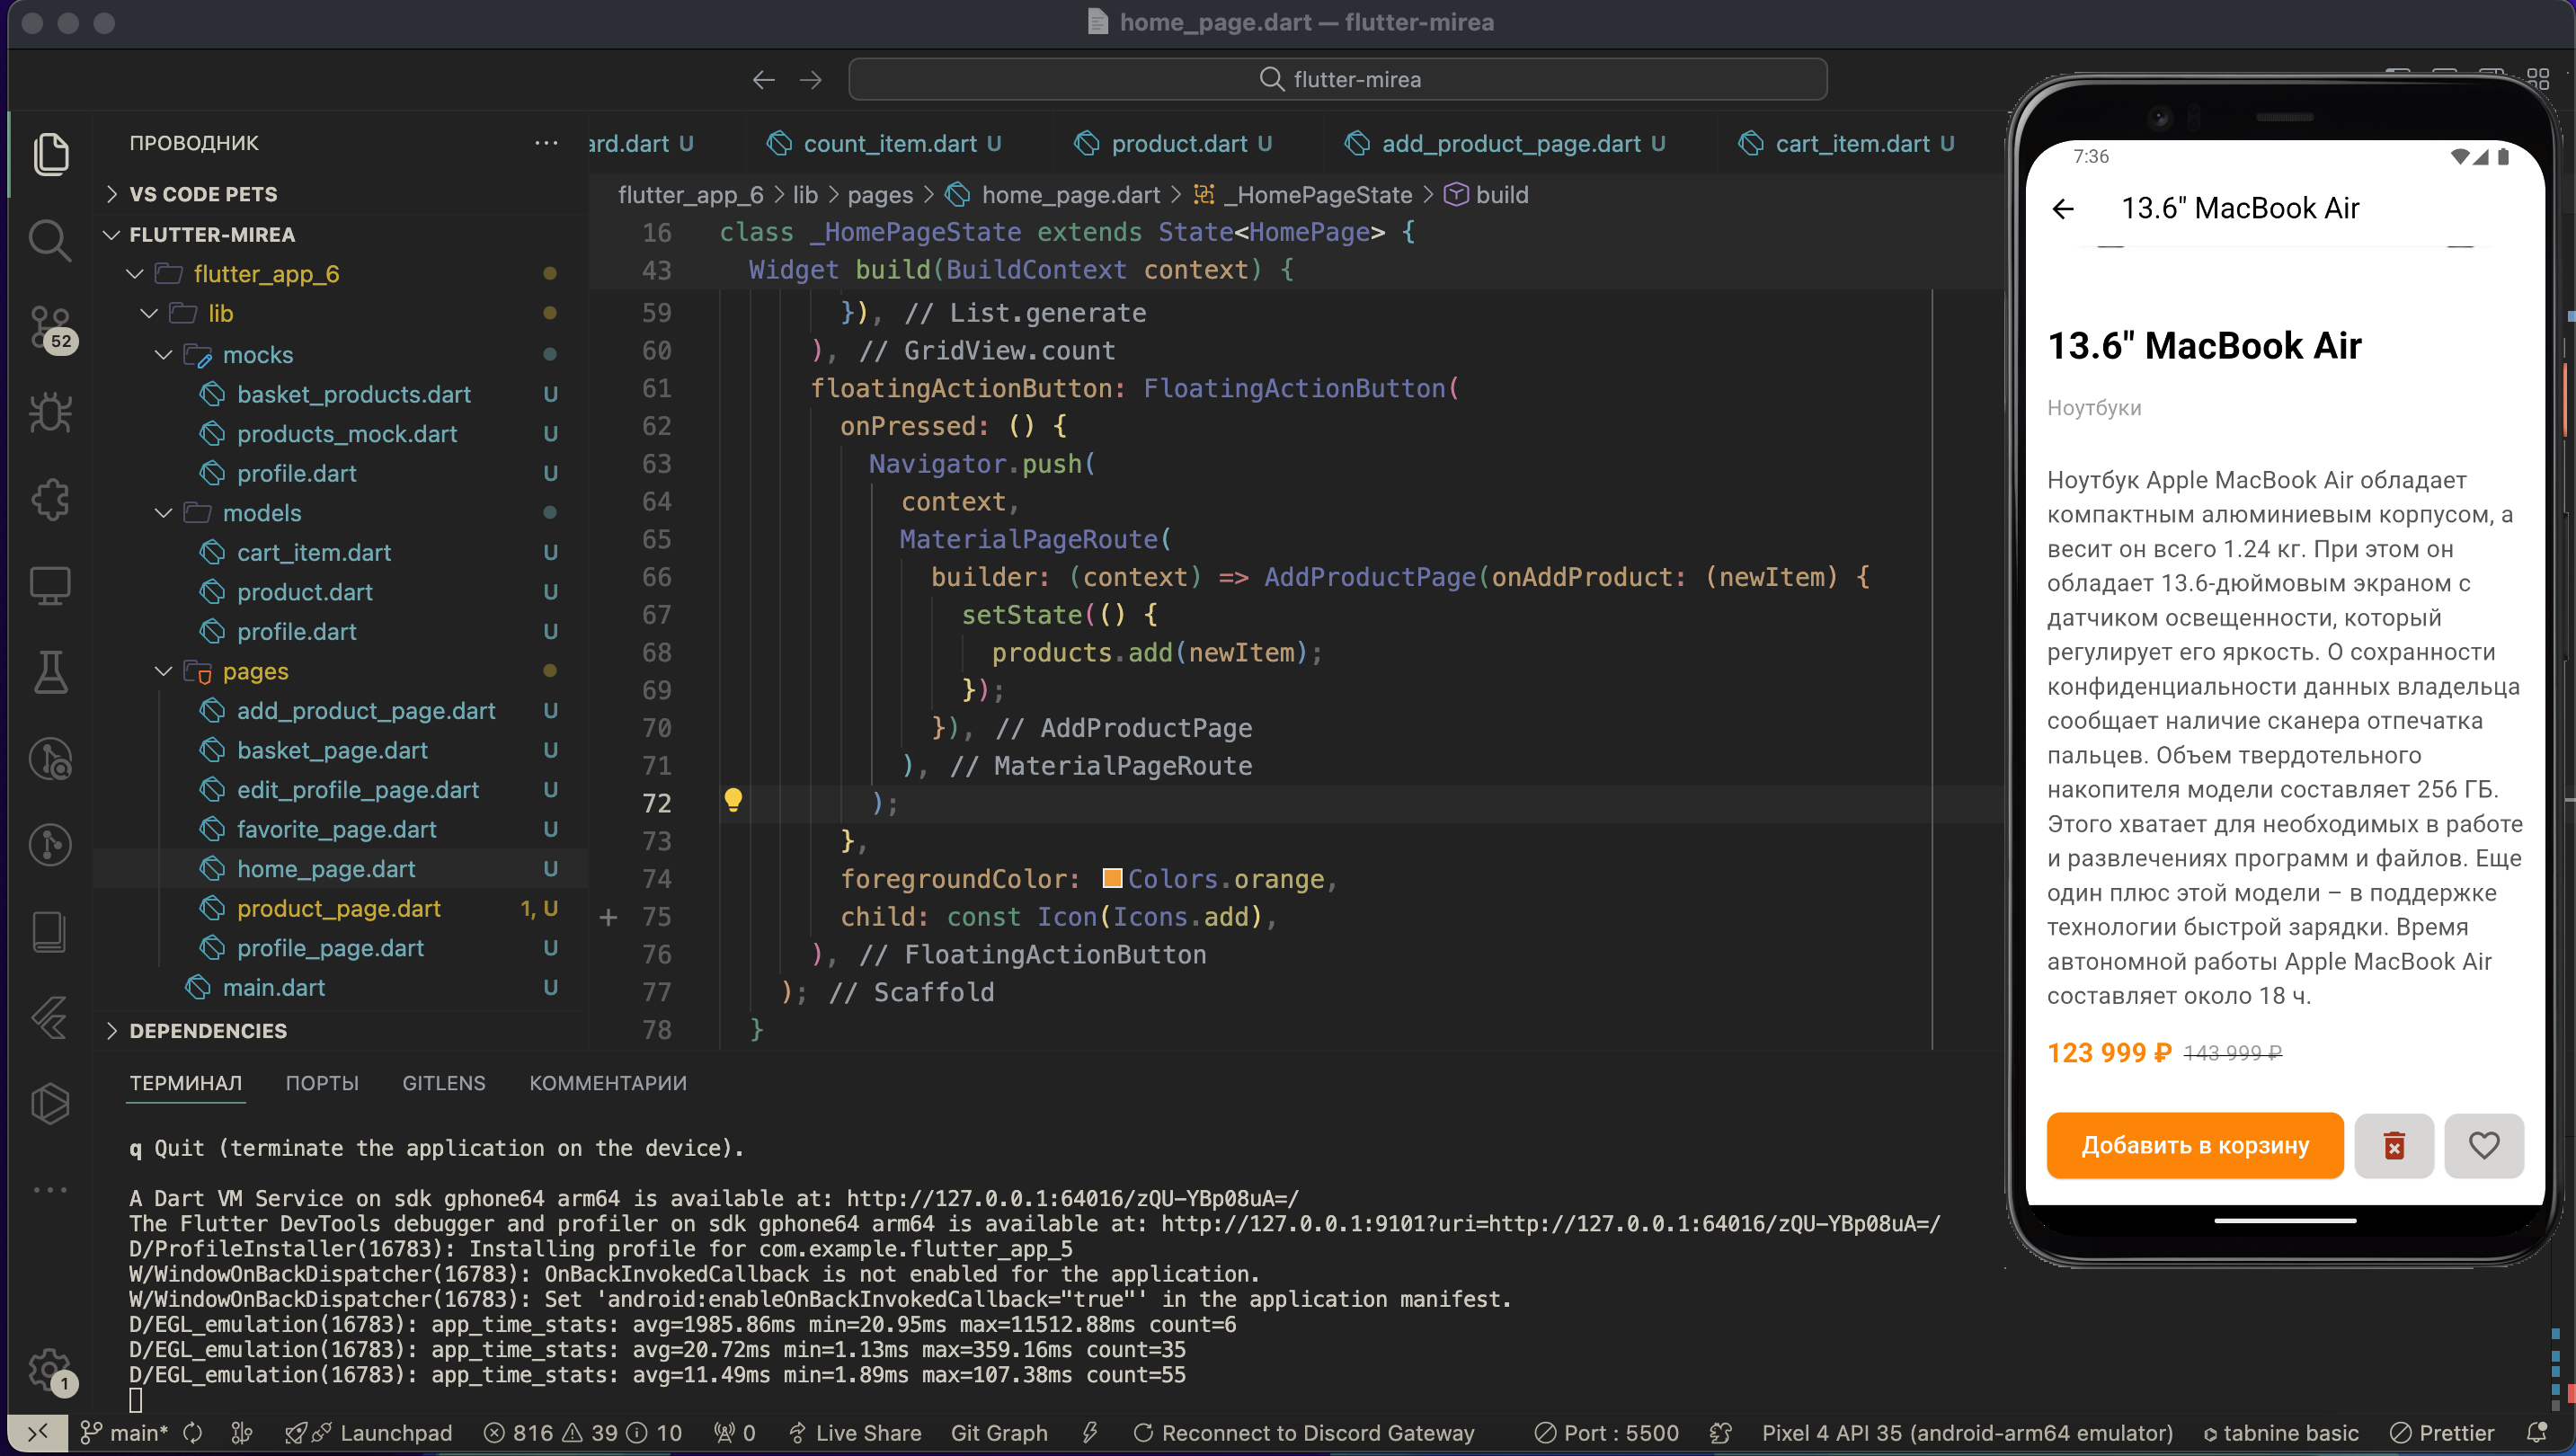 home_page.dart — flutter-mirea
flutter-mirea
ПРОВОДНИК
VS CODE PETS
FLUTTER-MIREA
flutter_app_6
lib
mocks
basket_products.dart U
products_mock.dart U
profile.dart U
models
cart_item.dart U
product.dart U
profile.dart U
pages
add_product_page.dart U
basket_page.dart U
edit_profile_page.dart U
favorite_page.dart U
home_page.dart U
product_page.dart 1, U
profile_page.dart U
main.dart U
DEPENDENCIES
52
1
ard.dart U count_item.dart U product.dart U add_product_page.dart U cart_item.dart U
flutter_app_6 > lib > pages > home_page.dart > _HomePageState > build
16 class _HomePageState extends State<HomePage> {
43 Widget build(BuildContext context) {
59 }), // List.generate
60 ), // GridView.count
61 floatingActionButton: FloatingActionButton(
62 onPressed: () {
63 Navigator.push(
64 context,
65 MaterialPageRoute(
66 builder: (context) => AddProductPage(onAddProduct: (newItem) {
67 setState(() {
68 products.add(newItem);
69 });
70 }), // AddProductPage
71 ), // MaterialPageRoute
72 );
73 },
74 foregroundColor: Colors.orange,
75 child: const Icon(Icons.add),
76 ), // FloatingActionButton
77 ); // Scaffold
78 }
ТЕРМИНАЛ ПОРТЫ GITLENS КОММЕНТАРИИ
q Quit (terminate the application on the device).
A Dart VM Service on sdk gphone64 arm64 is available at: http://127.0.0.1:64016/zQU-YBp08uA=/
The Flutter DevTools debugger and profiler on sdk gphone64 arm64 is available at: http://127.0.0.1:9101?uri=http://127.0.0.1:64016/zQU-YBp08uA=/
D/ProfileInstaller(16783): Installing profile for com.example.flutter_app_5
W/WindowOnBackDispatcher(16783): OnBackInvokedCallback is not enabled for the application.
W/WindowOnBackDispatcher(16783): Set 'android:enableOnBackInvokedCallback="true"' in the application manifest.
D/EGL_emulation(16783): app_time_stats: avg=1985.86ms min=20.95ms max=11512.88ms count=6
D/EGL_emulation(16783): app_time_stats: avg=20.72ms min=1.13ms max=359.16ms count=35
D/EGL_emulation(16783): app_time_stats: avg=11.49ms min=1.89ms max=107.38ms count=55
main* Launchpad 816 39 10 0 Live Share Git Graph Reconnect to Discord Gateway Port : 5500 Pixel 4 API 35 (android-arm64 emulator) tabnine basic Prettier
7:36
13.6" MacBook Air
13.6" MacBook Air
Ноутбуки
Ноутбук Apple MacBook Air обладает
компактным алюминиевым корпусом, а
весит он всего 1.24 кг. При этом он
обладает 13.6-дюймовым экраном с
датчиком освещенности, который
регулирует его яркость. О сохранности
конфиденциальности данных владельца
сообщает наличие сканера отпечатка
пальцев. Объем твердотельного
накопителя модели составляет 256 ГБ.
Этого хватает для необходимых в работе
и развлечениях программ и файлов. Еще
один плюс этой модели – в поддержке
технологии быстрой зарядки. Время
автономной работы Apple MacBook Air
составляет около 18 ч.
123 999 ₽ 143 999 ₽
Добавить в корзину